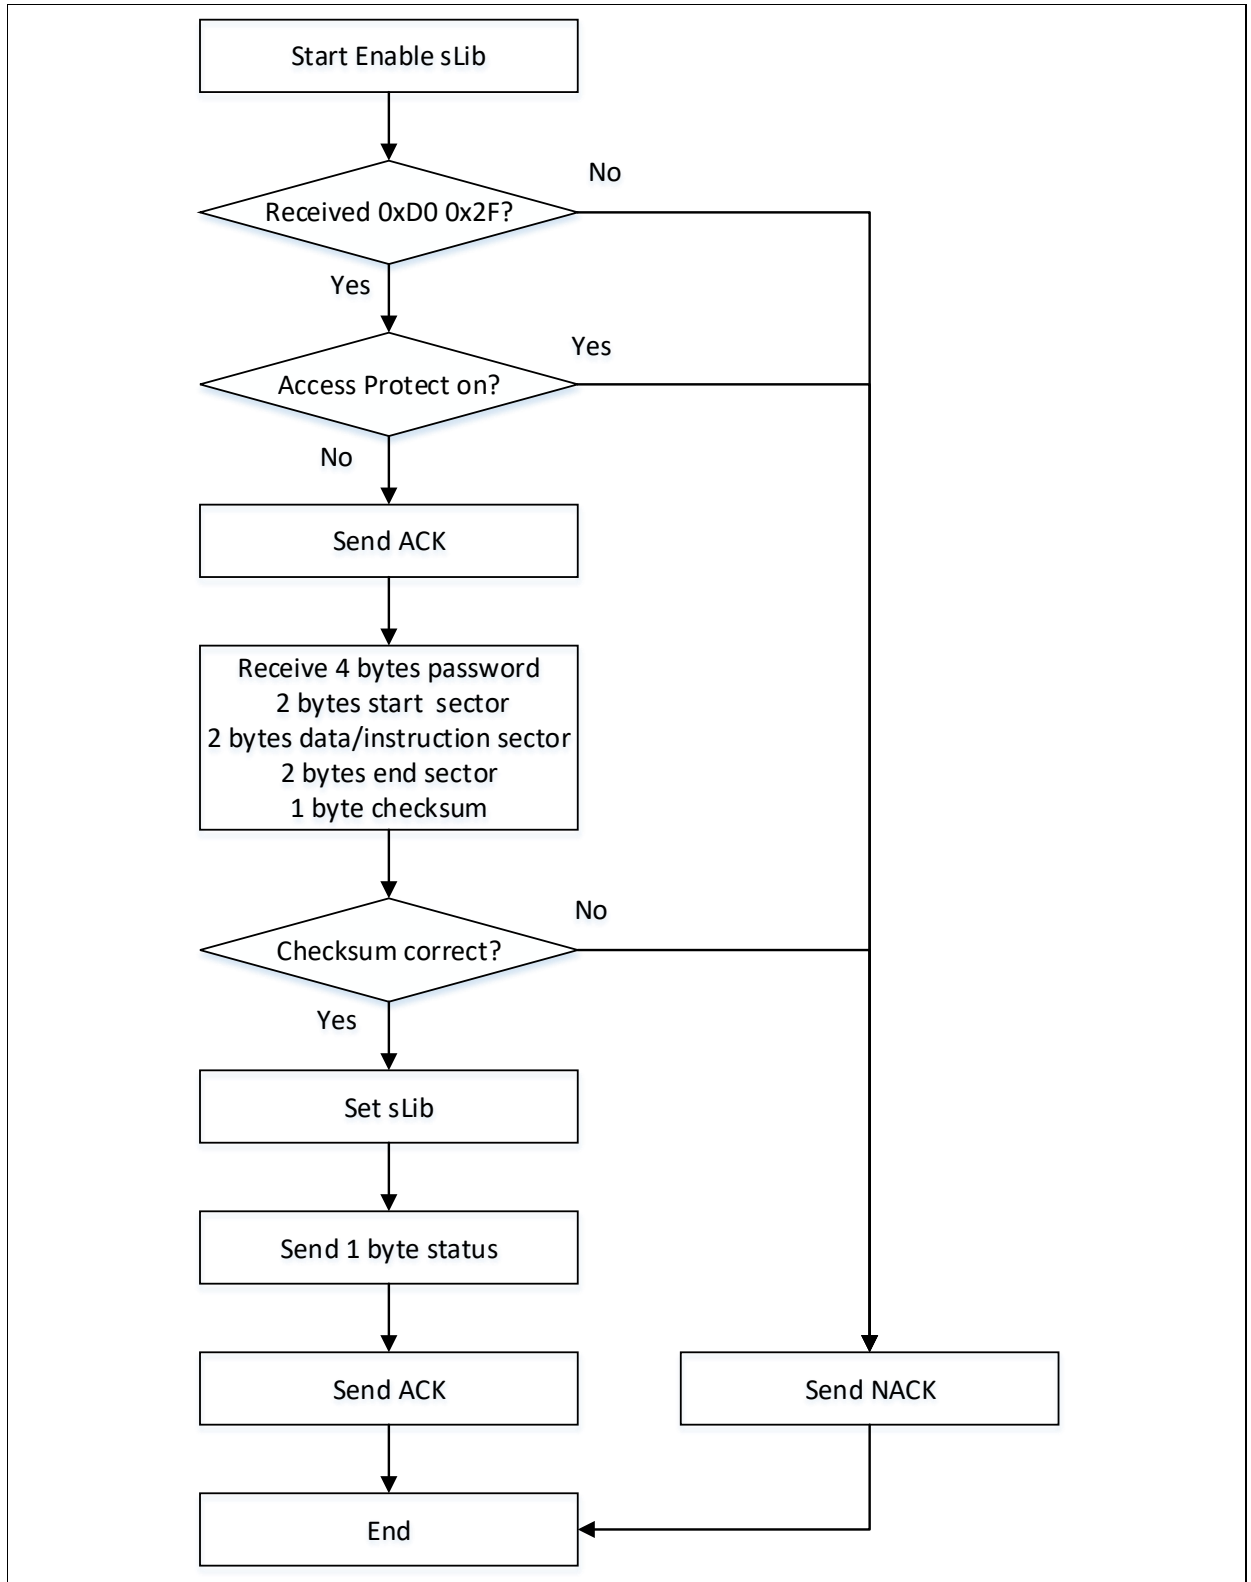 Start Enable sLib
No
Received 0xD0 0x2F?
Yes
Yes
Access Protect on?
No
Send ACK
Receive 4 bytes password
2 bytes start sector
2 bytes data/instruction sector
2 bytes end sector
1 byte checksum
No
Checksum correct?
Yes
Set sLib
Send 1 byte status
Send ACK
Send NACK
End